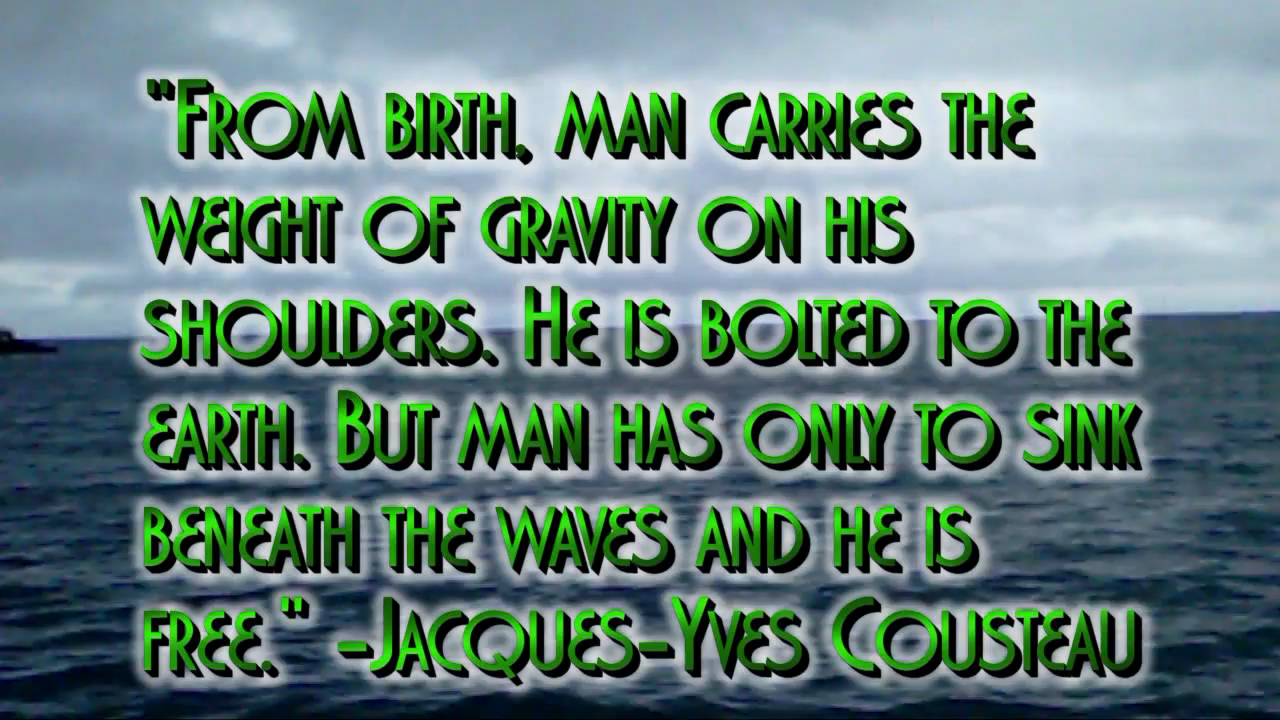 "From birth, man carries the
weight of gravity on his
shoulders. He is bolted to the
earth. But man has only to sink
beneath the waves and he is
free." -Jacques-Yves Cousteau